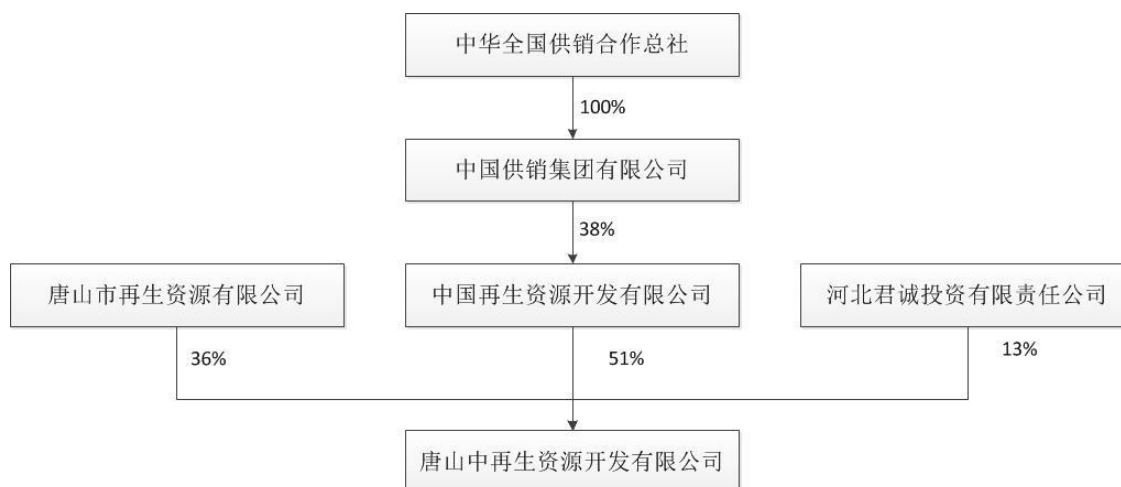 中华全国供销合作总社
100%
中国供销集团有限公司
38%
唐山市再生资源有限公司
中国再生资源开发有限公司
河北君诚投资有限责任公司
36%
51%
13%
唐山中再生资源开发有限公司